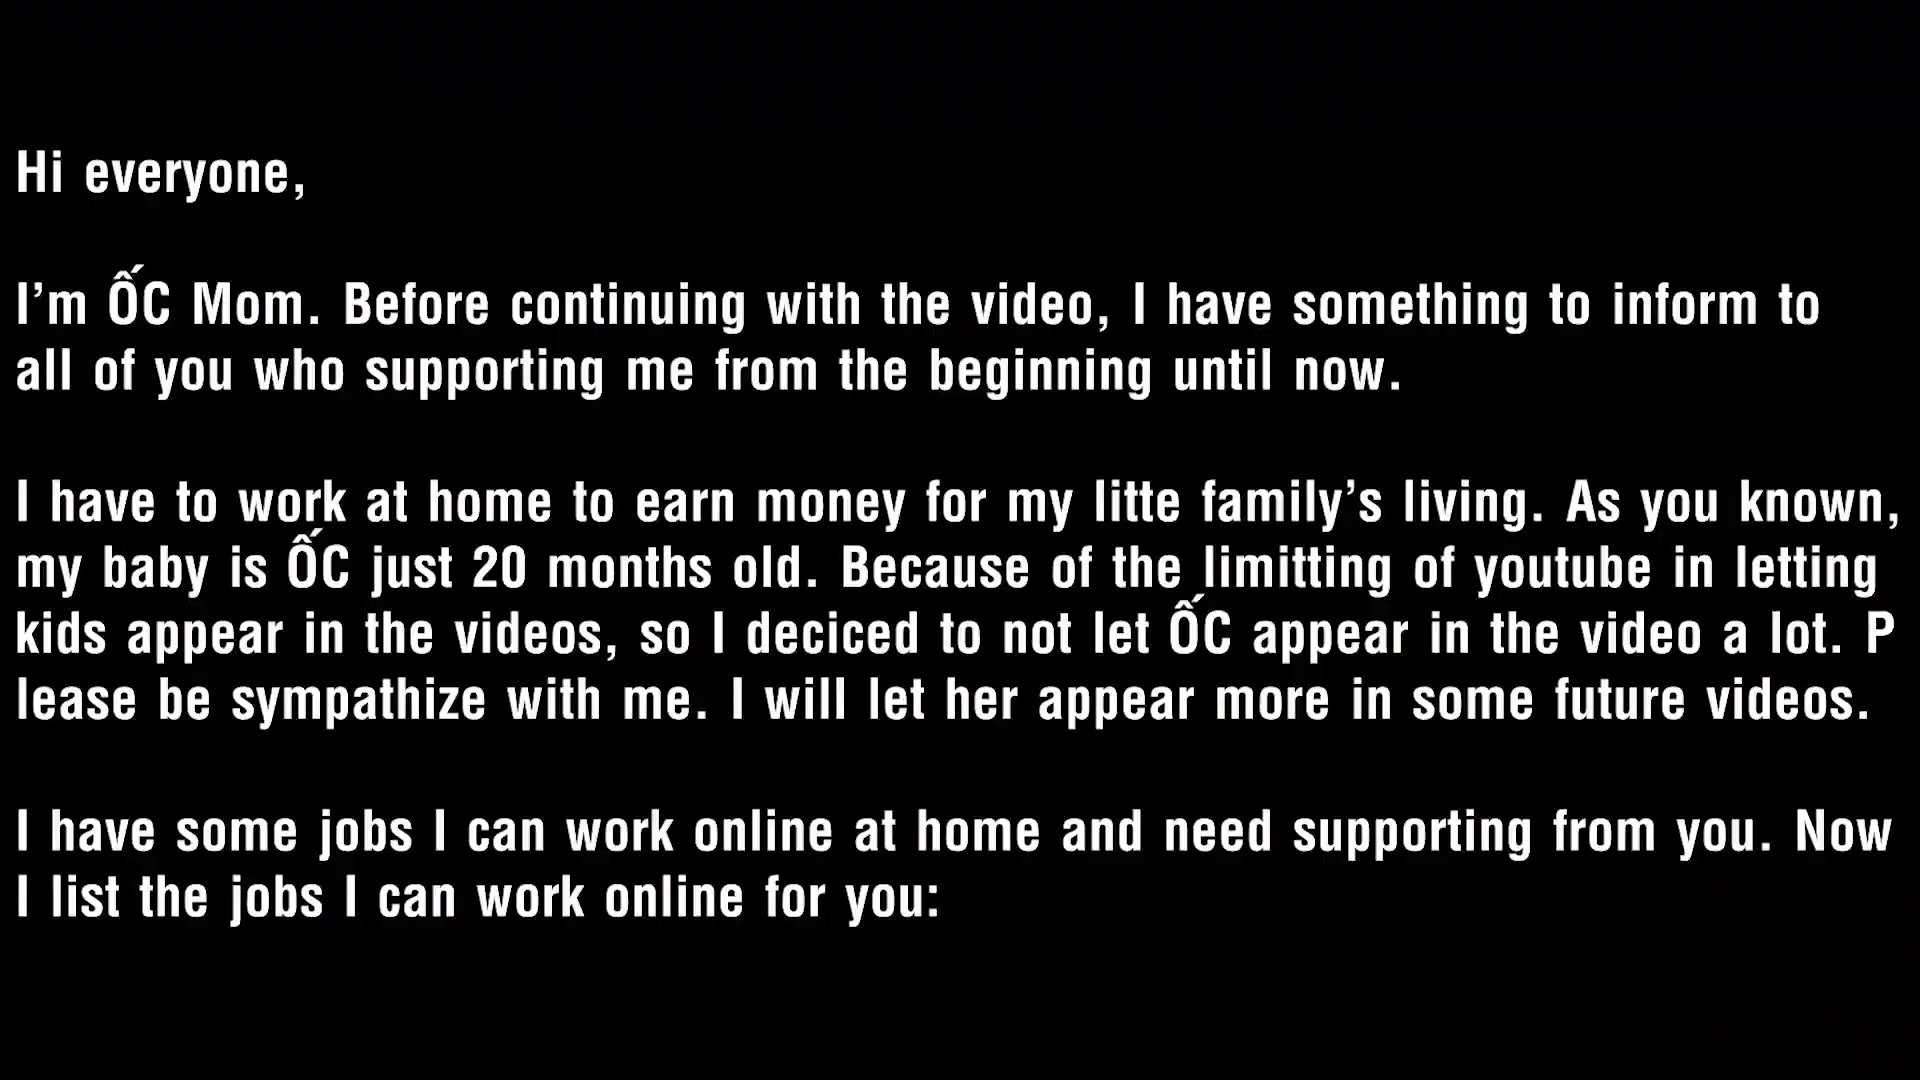 Hi everyone,
I'm ỐC Mom. Before continuing with the video, I have something to inform to
all of you who supporting me from the beginning until now.
I have to work at home to earn money for my litte family's living. As you known,
my baby is ỐC just 20 months old. Because of the limitting of youtube in letting
kids appear in the videos, so I deciced to not let ỐC appear in the video a lot. P
lease be sympathize with me. I will let her appear more in some future videos.
I have some jobs I can work online at home and need supporting from you. Now
I list the jobs I can work online for you: